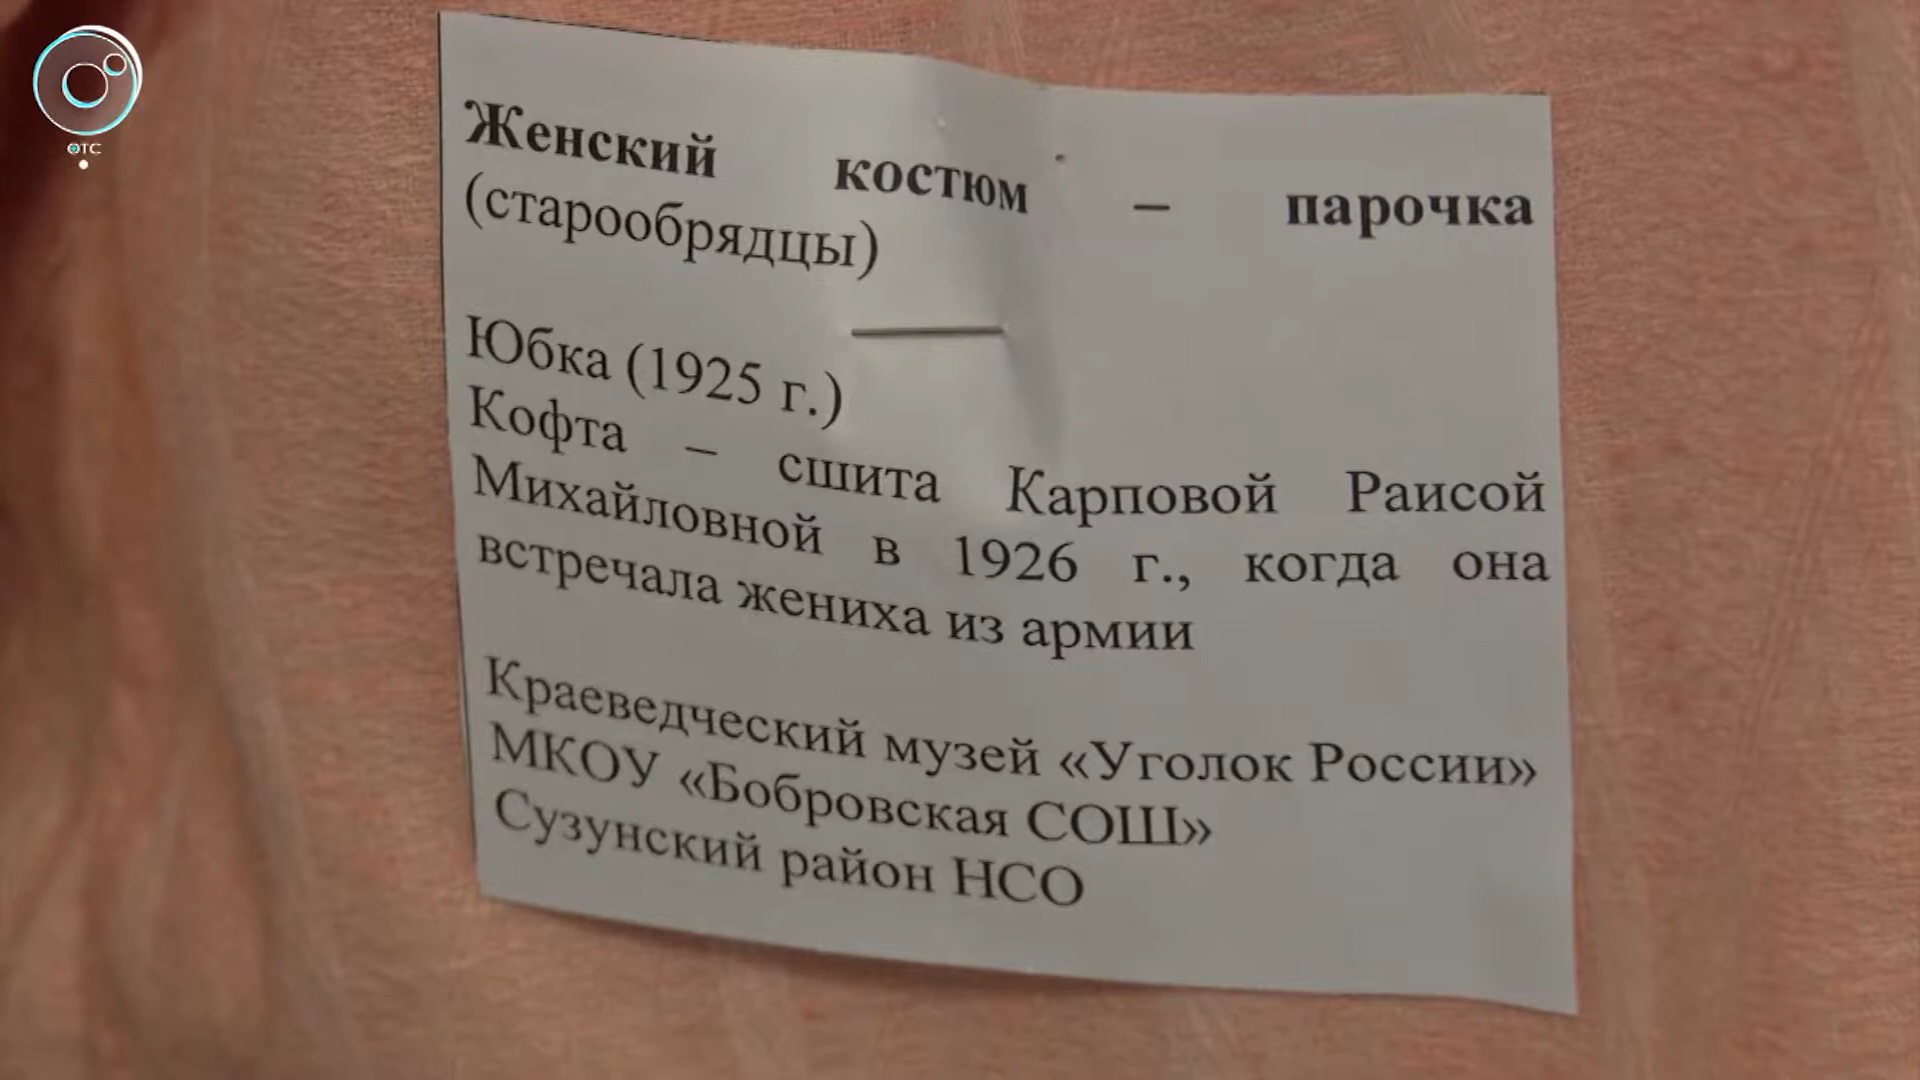 ОТС
Женский костюм – парочка
(старообрядцы)
Юбка (1925 г.)
Кофта – сшита Карповой Раисой
Михайловной в 1926 г., когда она
встречала жениха из армии
Краеведческий музей «Уголок России»
МКОУ «Бобровская СОШ»
Сузунский район НСО